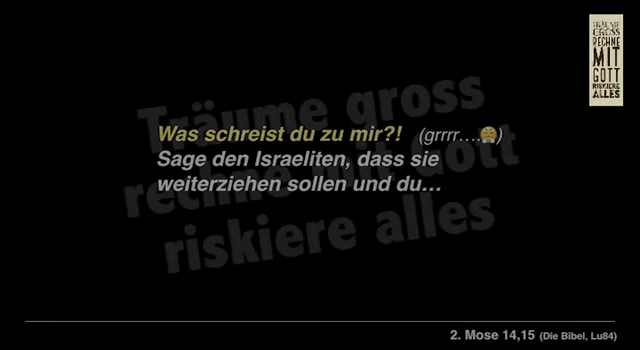 TRÄUME
GROSS
RECHNE
MIT
GOTT
RISKIERE
ALLES
Träume gross
rechne mit Gott
riskiere alles
Was schreist du zu mir?! (grrrr….😤)
Sage den Israeliten, dass sie
weiterziehen sollen und du…
2. Mose 14,15 (Die Bibel, Lu84)